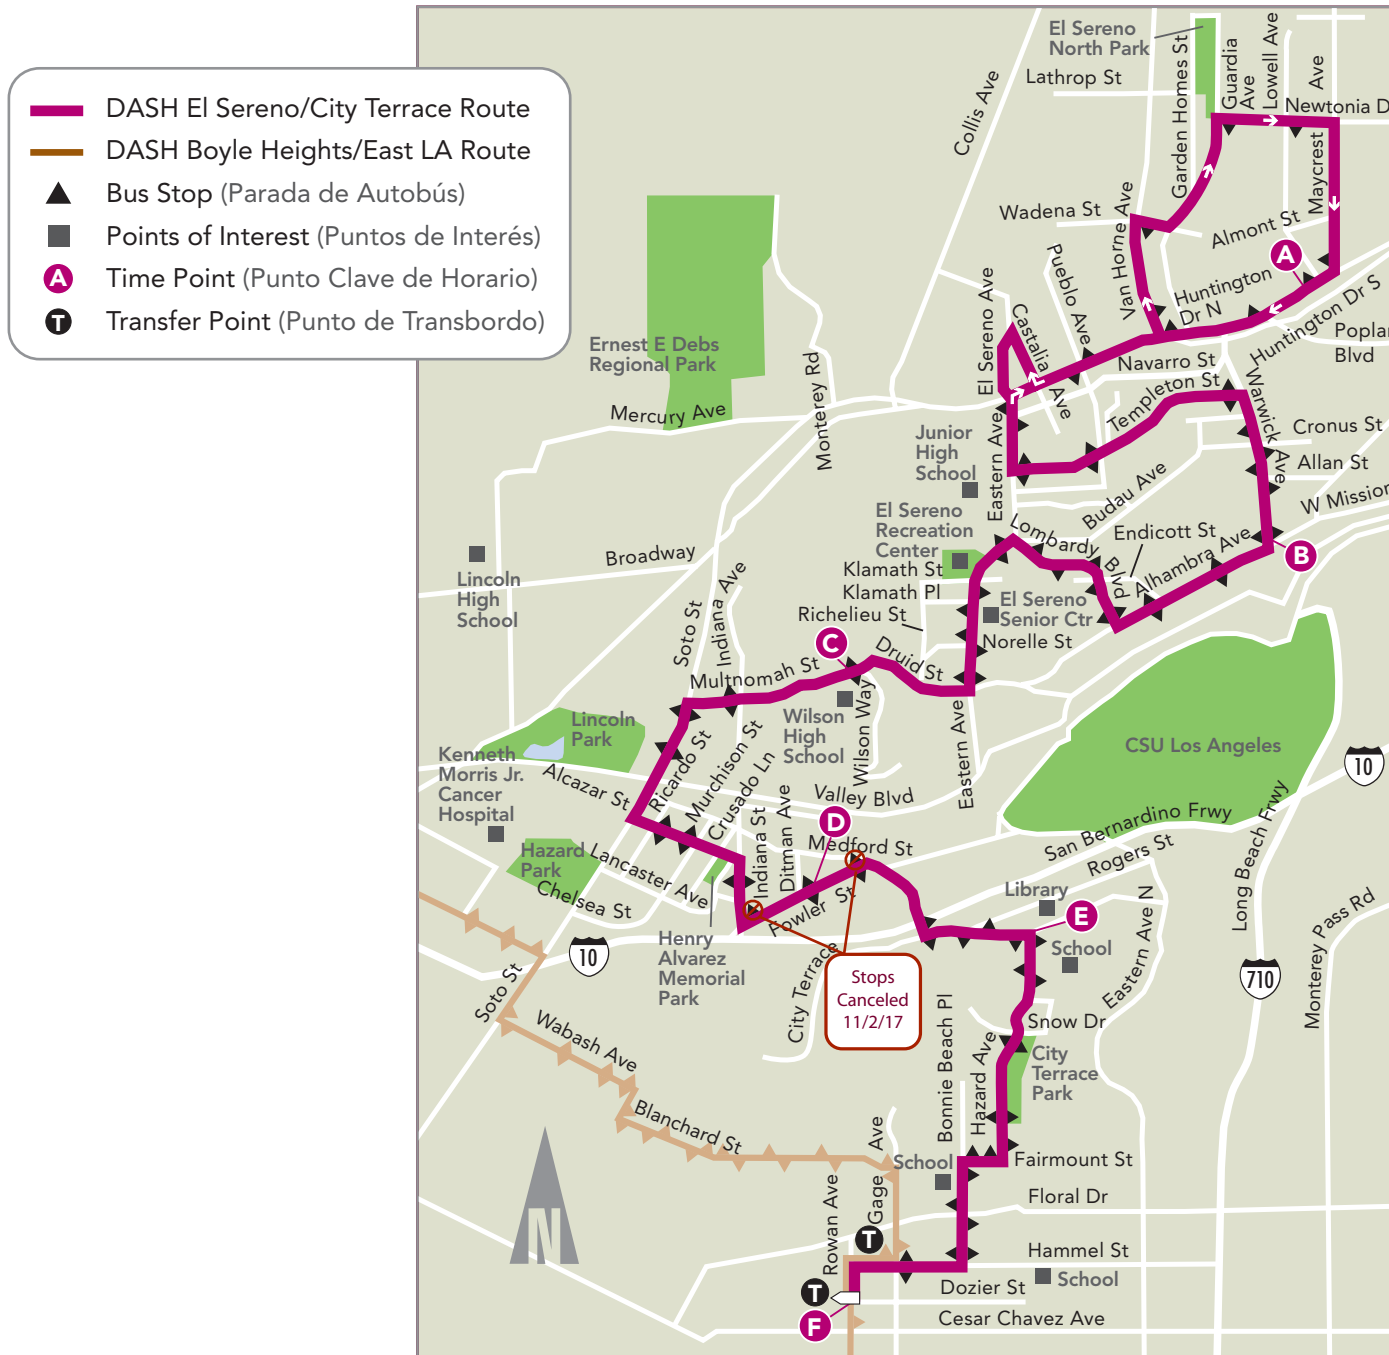 DASH El Sereno/City Terrace Route
DASH Boyle Heights/East LA Route
Bus Stop (Parada de Autobús)
Points of Interest (Puntos de Interés)
A Time Point (Punto Clave de Horario)
T Transfer Point (Punto de Transbordo)
El Sereno
North Park
Lathrop St
Collis Ave
Garden Homes St
Guardia
Ave
Lowell Ave
Ave
Maycrest
Newtonia D
Wadena St
Van Horne Ave
Almont St
A
Pueblo Ave
Huntington
Dr N
Huntington Dr S
Poplar
Blvd
El Sereno Ave
Castalia Ave
Navarro St
Templeton St
Warwick Ave
Cronus St
Allan St
W Mission
Ernest E Debs
Regional Park
Mercury Ave
Monterey Rd
Junior
High
School
Eastern Ave
Budau Ave
Endicott St
El Sereno
Recreation
Center
Lombardy Blvd
Alhambra Ave
B
Broadway
Lincoln
High
School
Klamath St
Klamath Pl
Richelieu St
El Sereno
Senior Ctr
Norelle St
Soto St
Indiana Ave
C
Multnomah St
Druid St
Wilson
High
School
Wilson Way
Eastern Ave
CSU Los Angeles
Lincoln
Park
Kenneth
Morris Jr.
Cancer
Hospital
Alcazar St
Ricardo St
Murchison St
Crusado Ln
Indiana St
Ditman Ave
Valley Blvd
D
Medford St
San Bernardino Frwy
Rogers St
Long Beach Frwy
10
Hazard
Park
Lancaster Ave
Chelsea St
Fowler St
Library
E
School
Eastern Ave N
Monterey Pass Rd
10
Henry
Alvarez
Memorial
Park
City Terrace
Stops
Canceled
11/2/17
710
Soto St
Wabash Ave
Bonnie Beach Pl
Hazard Ave
Snow Dr
City
Terrace
Park
Blanchard St
Gage Ave
School
Fairmount St
Floral Dr
Rowan Ave
T
Hammel St
School
Dozier St
T
F
Cesar Chavez Ave
N